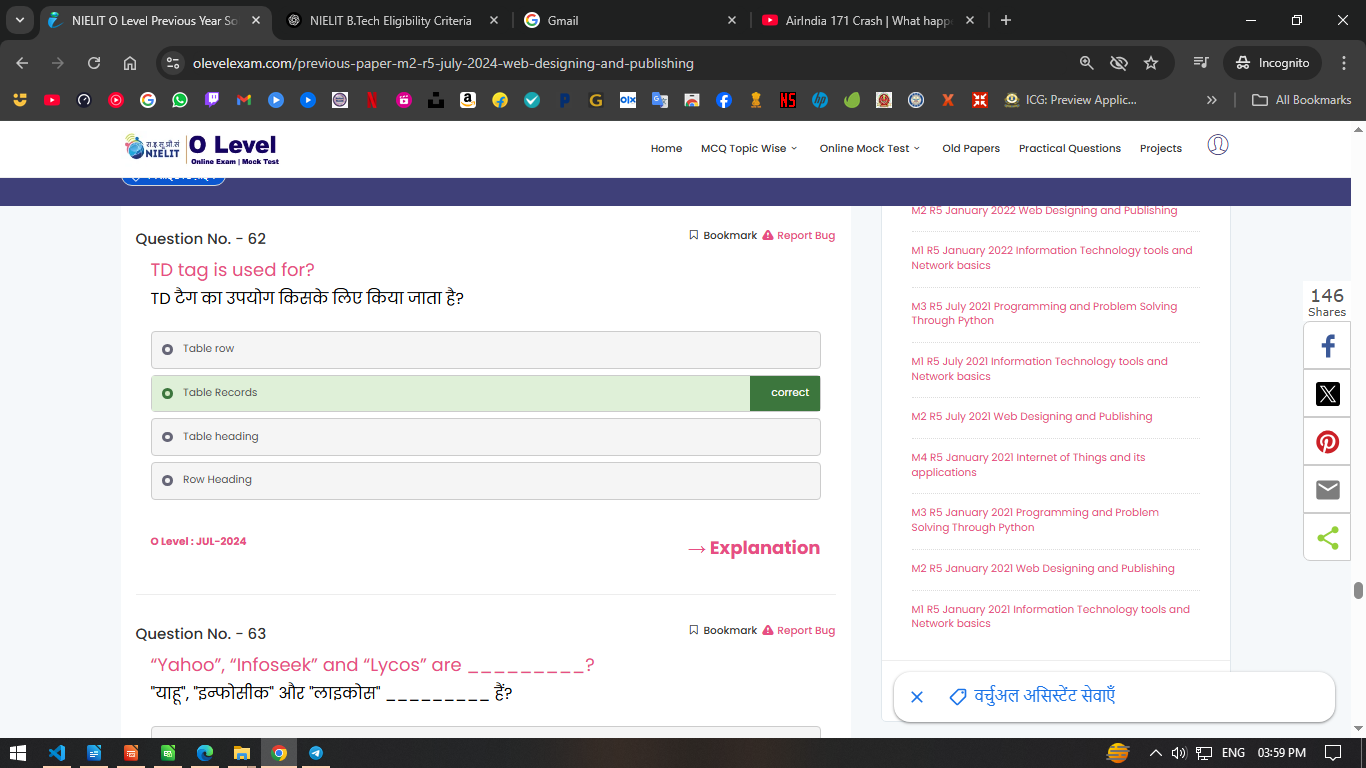 NIELIT O Level Previous Year So
NIELIT B.Tech Eligibility Criteria
Gmail
AirIndia 171 Crash | What happe
olevelexam.com/previous-paper-m2-r5-july-2024-web-designing-and-publishing
Incognito
ICG: Preview Applic...
All Bookmarks
रा.इ.सू.प्रौ.सं
NIELIT
O Level
Online Exam | Mock Test
Home
MCQ Topic Wise
Online Mock Test
Old Papers
Practical Questions
Projects
Question No. - 62
Bookmark
Report Bug
TD tag is used for?
TD टैग का उपयोग किसके लिए किया जाता है?
Table row
Table Records
correct
Table heading
Row Heading
O Level : JUL-2024
→ Explanation
Question No. - 63
Bookmark
Report Bug
“Yahoo”, “Infoseek” and “Lycos” are _________?
"याहू", "इन्फोसीक" और "लाइकोस" _________ हैं?
M2 R5 January 2022 Web Designing and Publishing
M1 R5 January 2022 Information Technology tools and
Network basics
M3 R5 July 2021 Programming and Problem Solving
Through Python
M1 R5 July 2021 Information Technology tools and
Network basics
M2 R5 July 2021 Web Designing and Publishing
M4 R5 January 2021 Internet of Things and its
applications
M3 R5 January 2021 Programming and Problem
Solving Through Python
M2 R5 January 2021 Web Designing and Publishing
M1 R5 January 2021 Information Technology tools and
Network basics
146
Shares
वर्चुअल असिस्टेंट सेवाएँ
ENG
03:59 PM